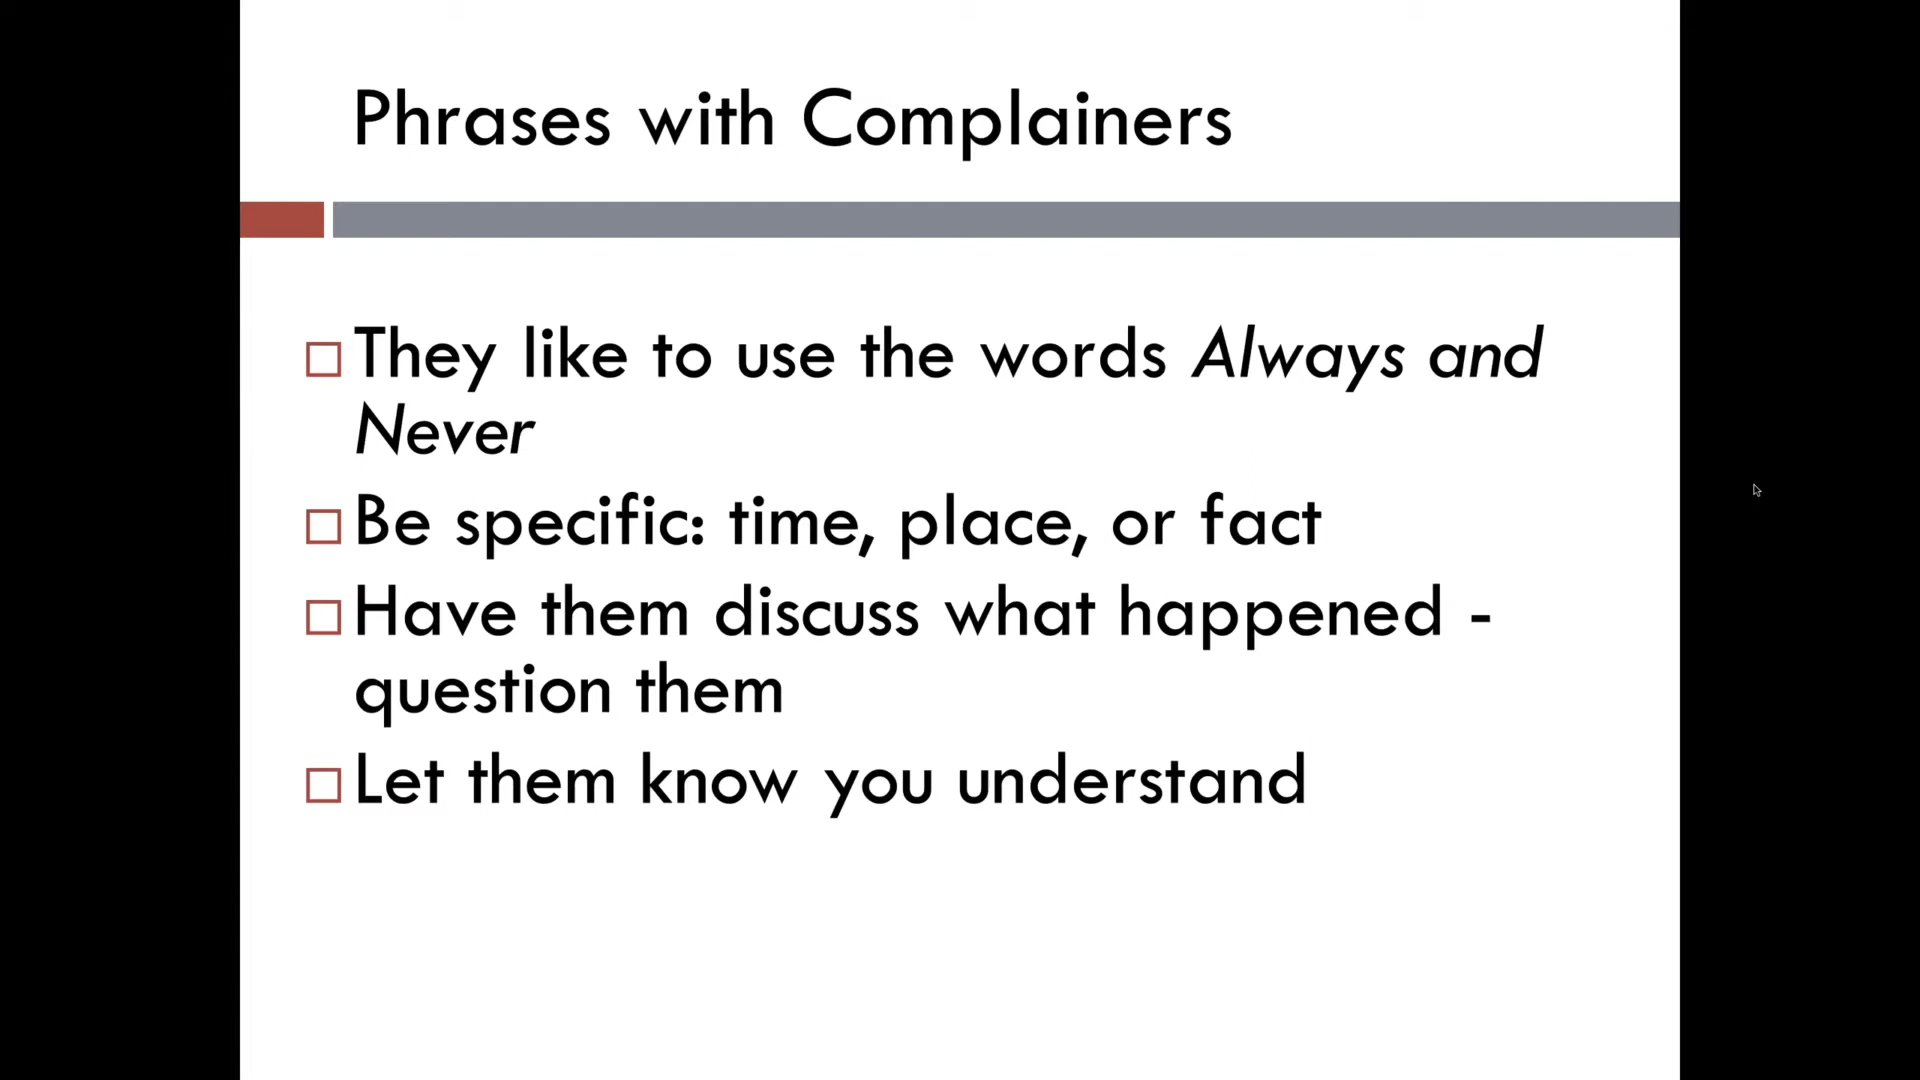 Phrases with Complainers
They like to use the words Always and
Never
Be specific: time, place, or fact
Have them discuss what happened -
question them
Let them know you understand